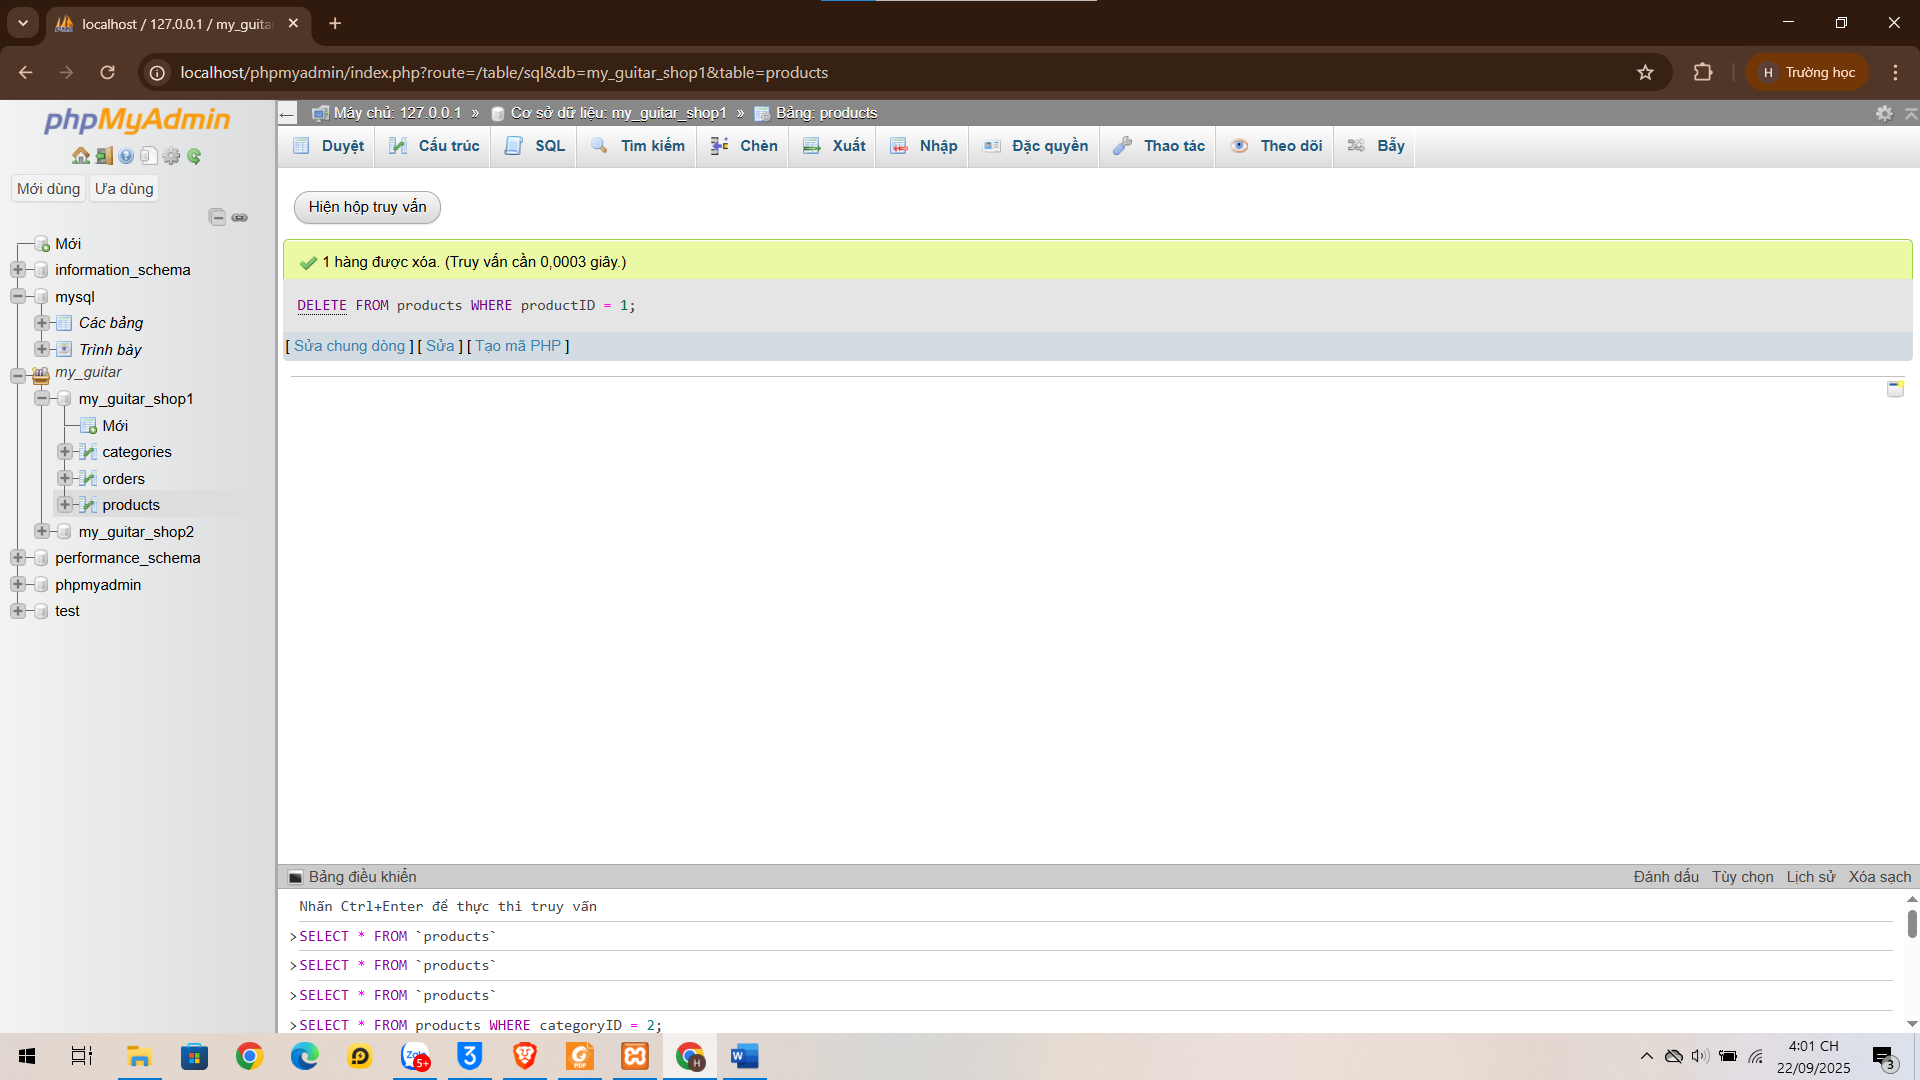 localhost / 127.0.0.1 / my_guita
localhost/phpmyadmin/index.php?route=/table/sql&db=my_guitar_shop1&table=products
H Trường học
phpMyAdmin
Mới dùng Ưa dùng
Mới
information_schema
mysql
Các bảng
Trình bày
my_guitar
my_guitar_shop1
Mới
categories
orders
products
my_guitar_shop2
performance_schema
phpmyadmin
test
Máy chủ: 127.0.0.1 » Cơ sở dữ liệu: my_guitar_shop1 » Bảng: products
Duyệt Cấu trúc SQL Tìm kiếm Chèn Xuất Nhập Đặc quyền Thao tác Theo dõi Bẫy
Hiện hộp truy vấn
1 hàng được xóa. (Truy vấn cần 0,0003 giây.)
DELETE FROM products WHERE productID = 1;
[ Sửa chung dòng ] [ Sửa ] [ Tạo mã PHP ]
Bảng điều khiển Đánh dấu Tùy chọn Lịch sử Xóa sạch
Nhấn Ctrl+Enter để thực thi truy vấn
>SELECT * FROM `products`
>SELECT * FROM `products`
>SELECT * FROM `products`
>SELECT * FROM products WHERE categoryID = 2;
Zalo 5+
PDF
H
4:01 CH
22/09/2025
3